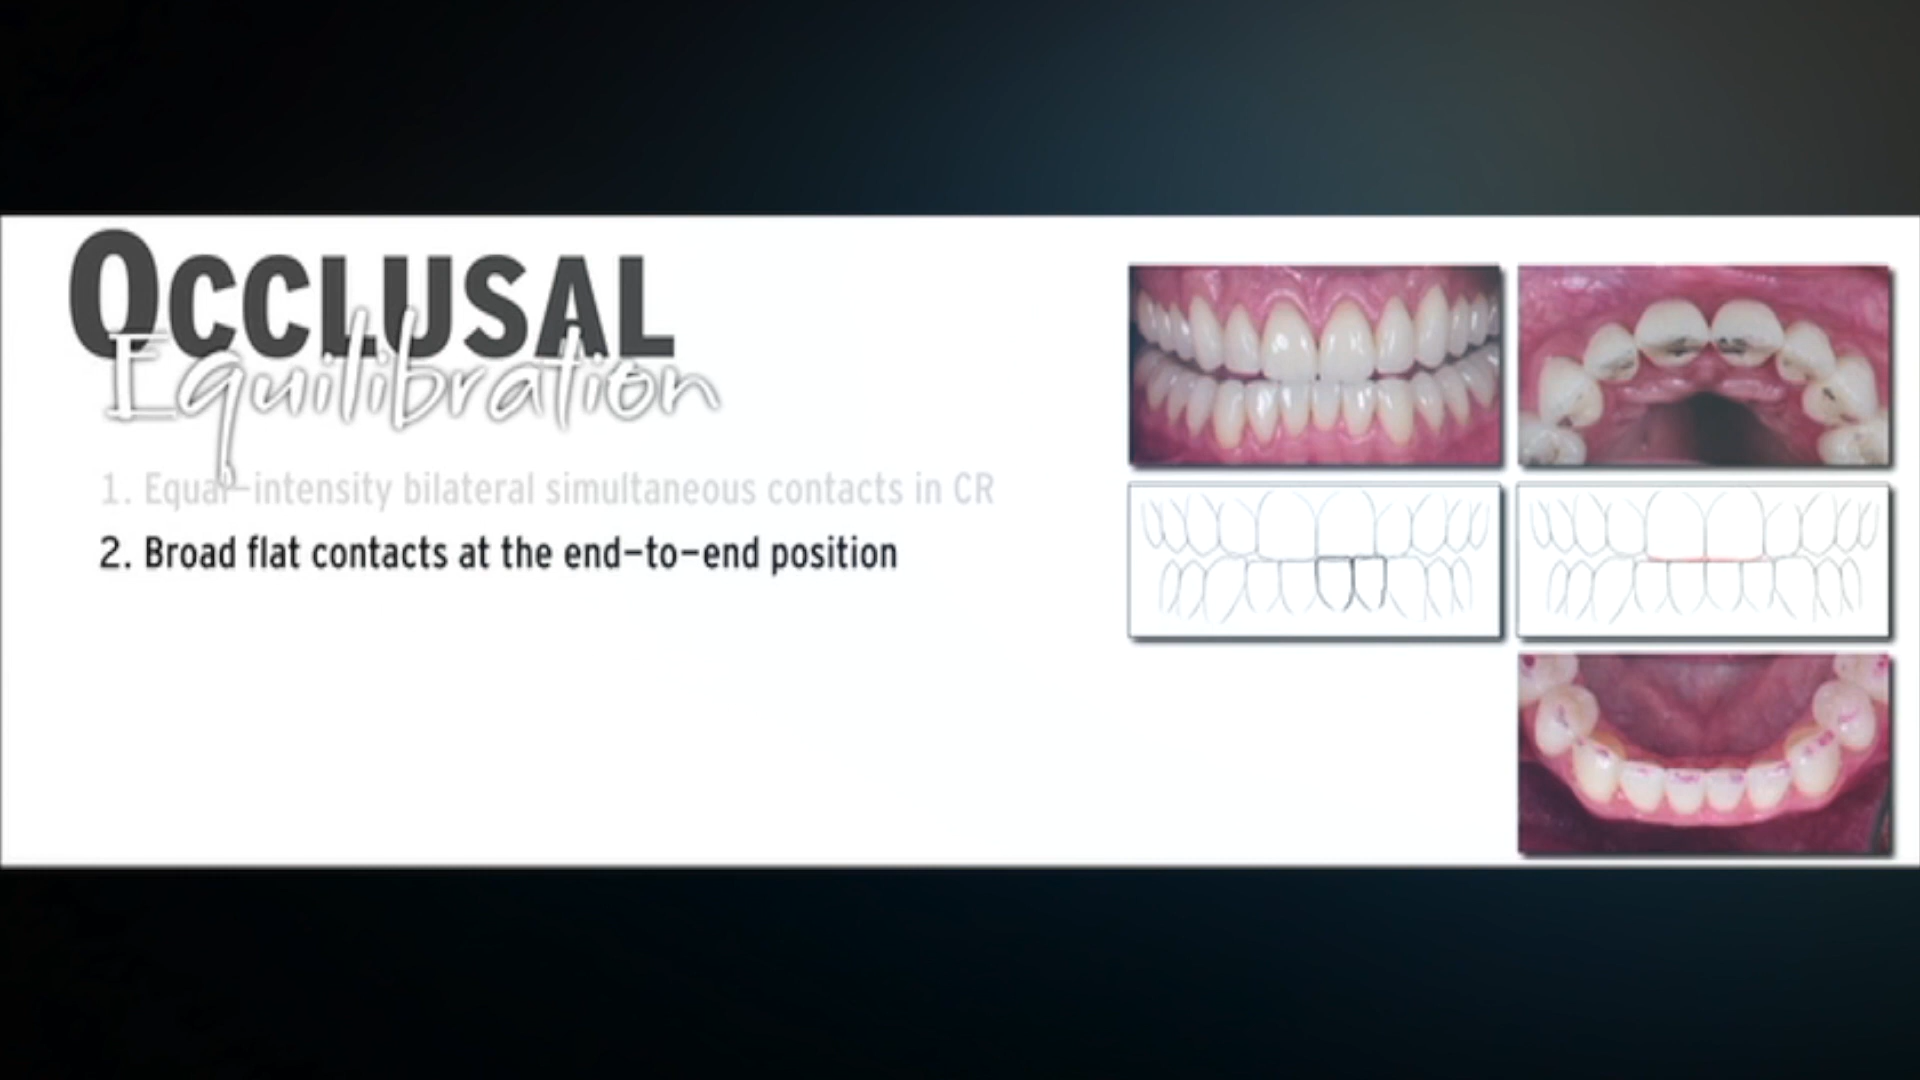 OCCLUSAL
Equilibration
1. Equal-intensity bilateral simultaneous contacts in CR
2. Broad flat contacts at the end-to-end position